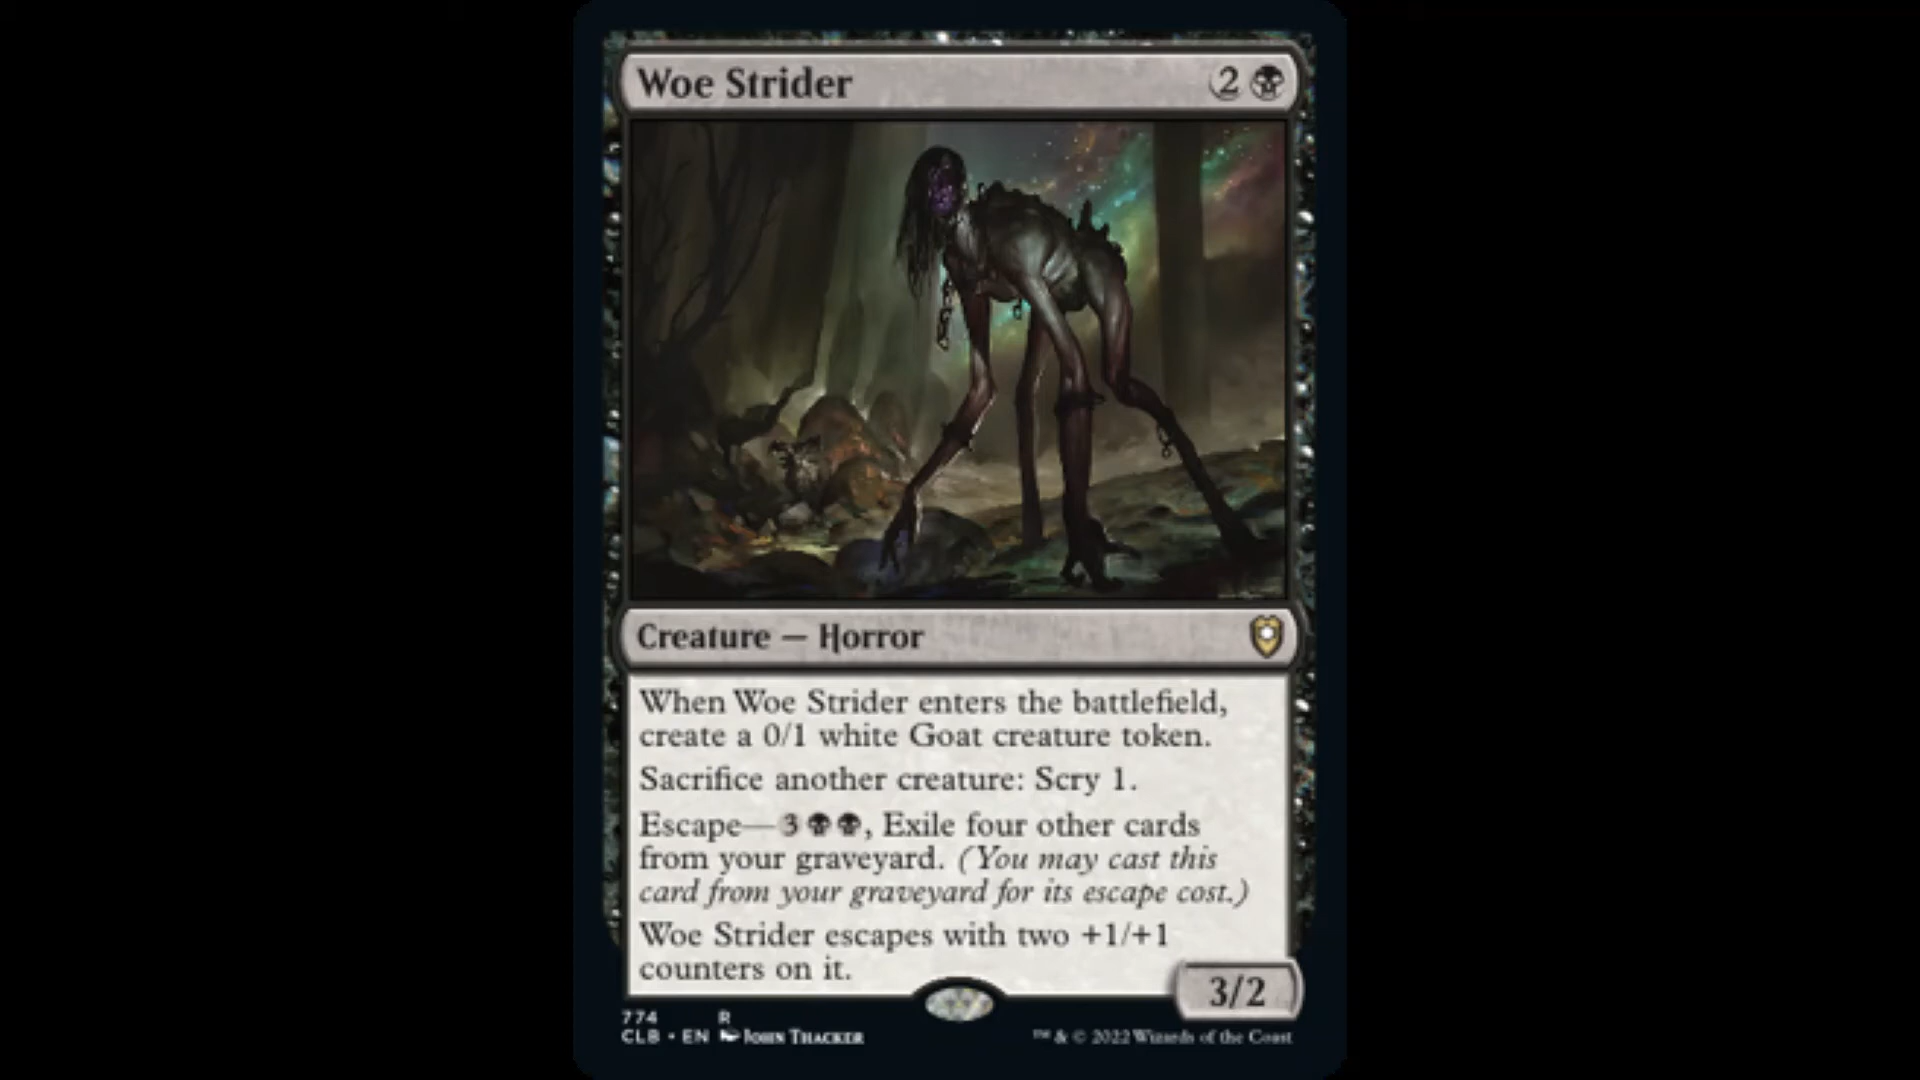 Woe Strider 2
Creature — Horror
When Woe Strider enters the battlefield,
create a 0/1 white Goat creature token.
Sacrifice another creature: Scry 1.
Escape—3, Exile four other cards
from your graveyard. (You may cast this
card from your graveyard for its escape cost.)
Woe Strider escapes with two +1/+1
counters on it.
3/2
774 R
CLB • EN John Thacker
™ & © 2022 Wizards of the Coast